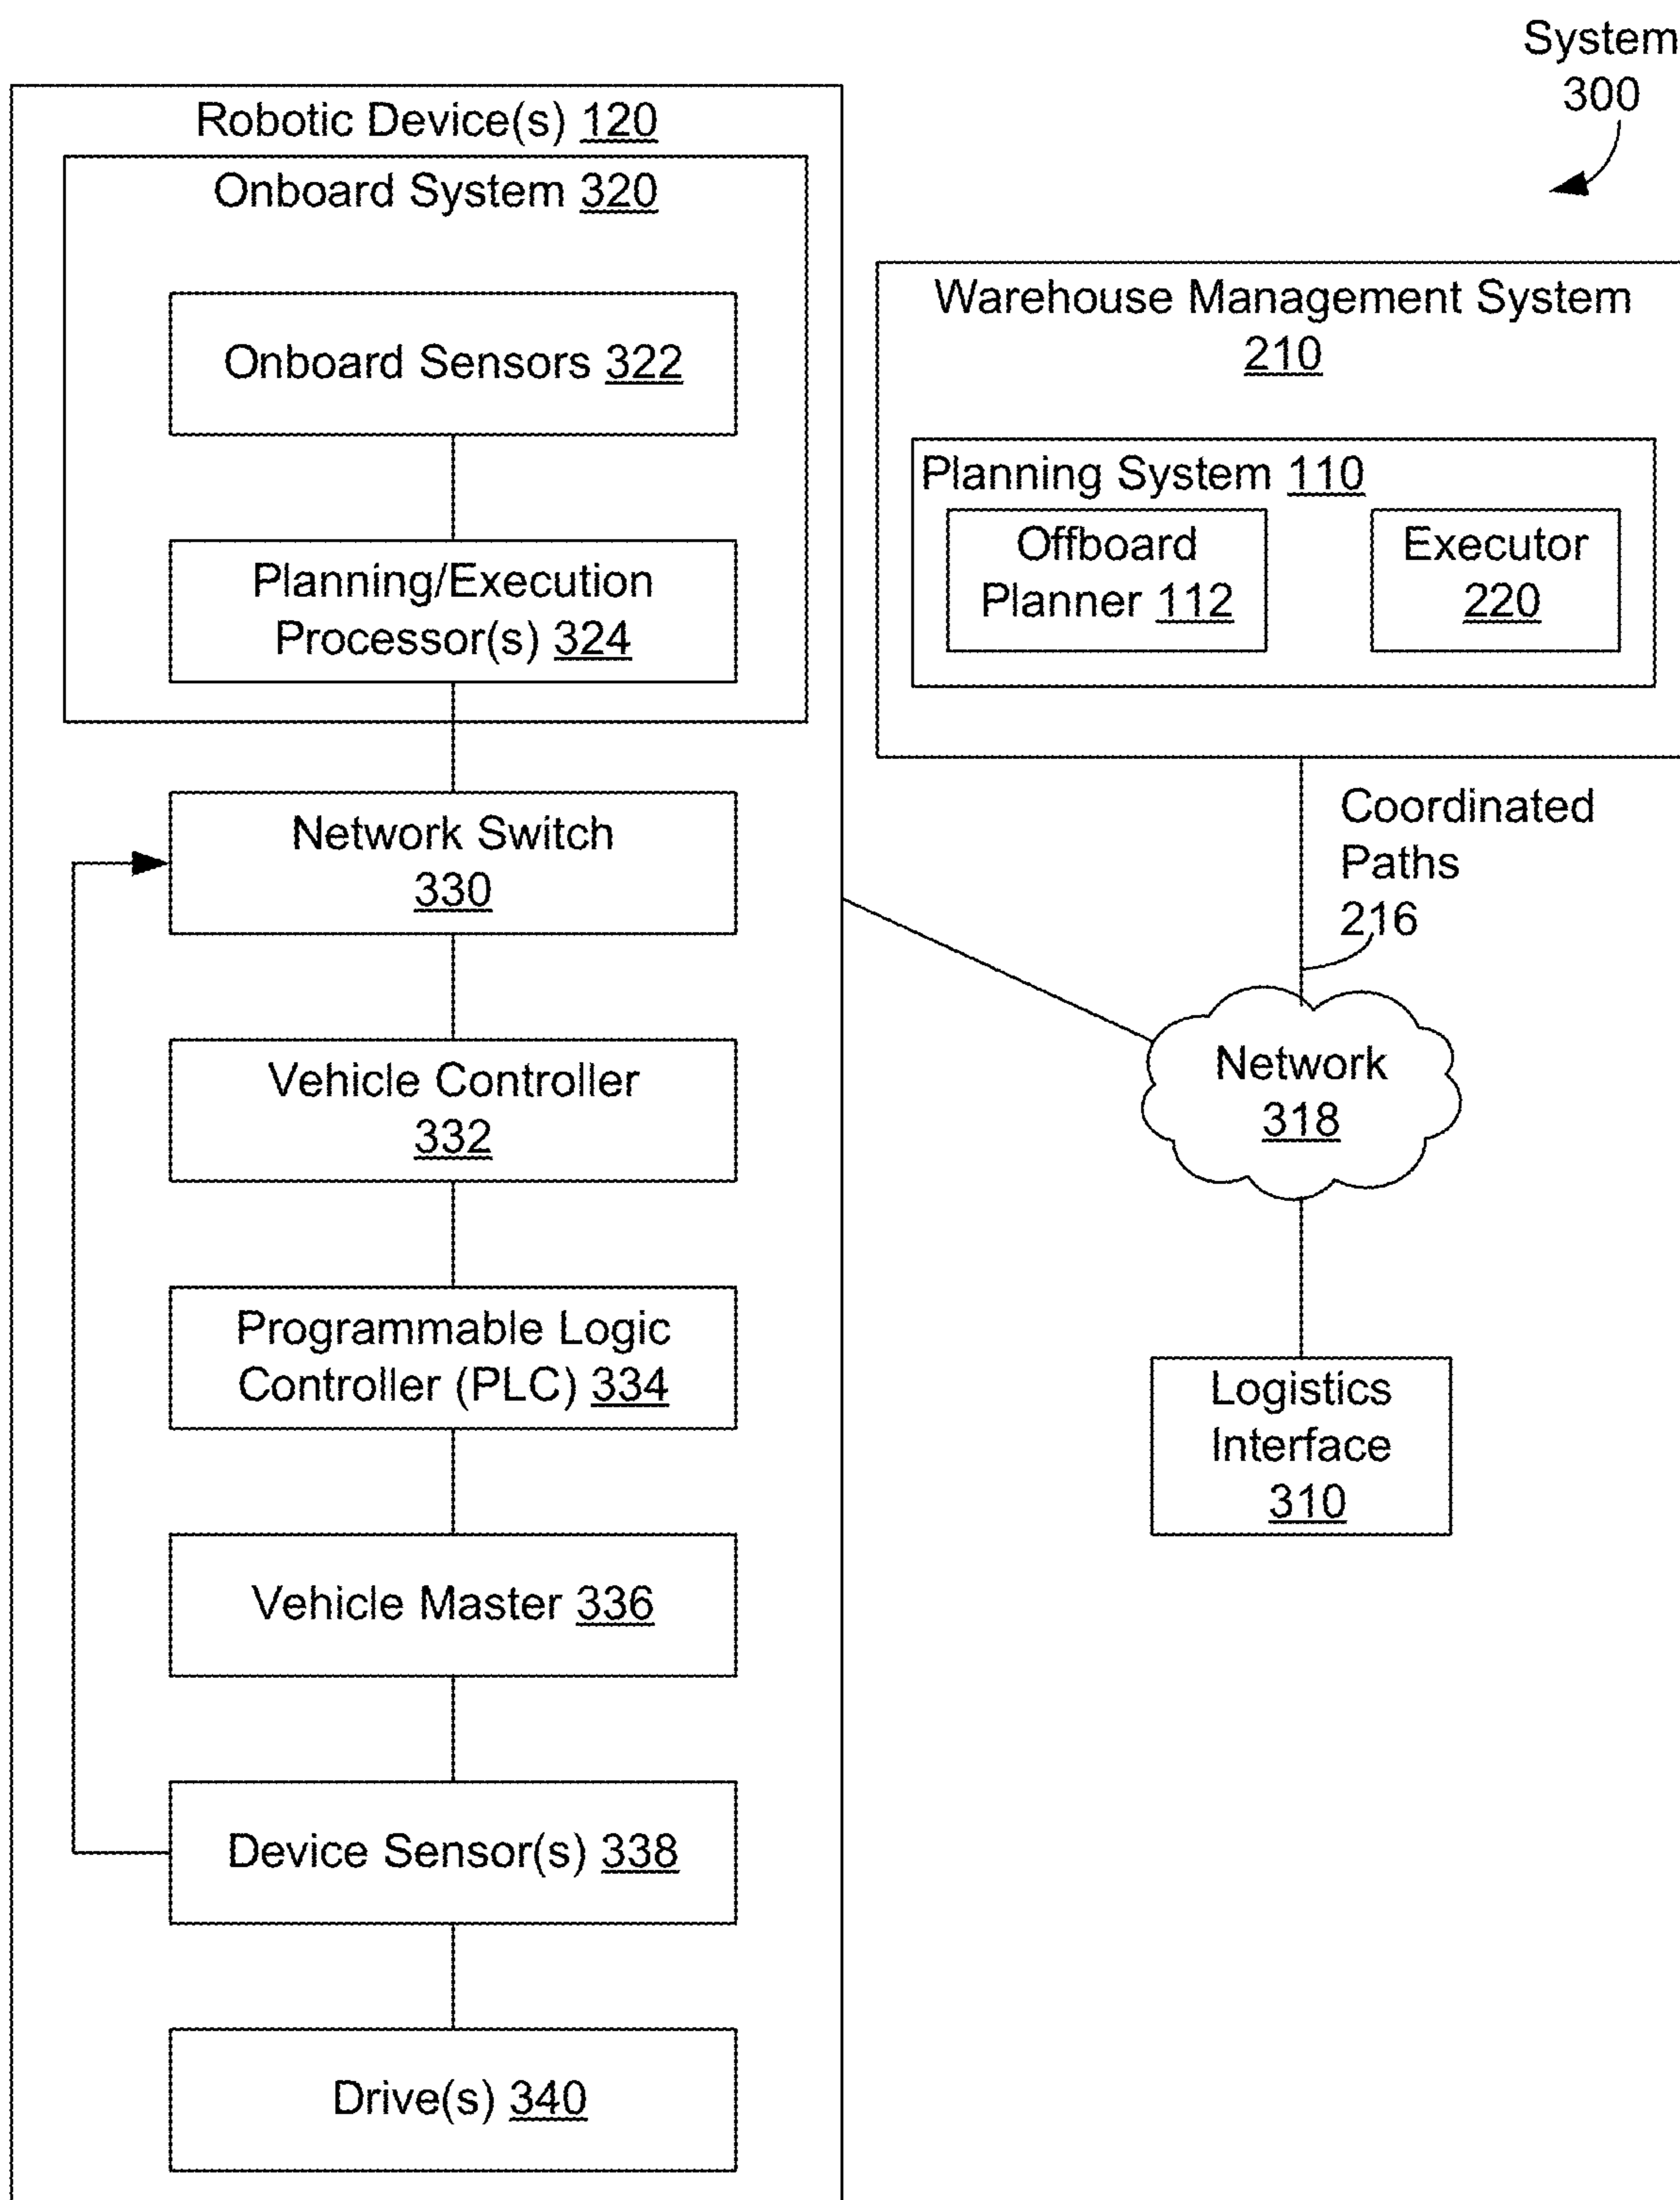 System
300
Robotic Device(s) 120
Onboard System 320
Onboard Sensors 322
Planning/Execution
Processor(s) 324
Network Switch
330
Vehicle Controller
332
Programmable Logic
Controller (PLC) 334
Vehicle Master 336
Device Sensor(s) 338
Drive(s) 340
Warehouse Management System
210
Planning System 110
Offboard
Planner 112
Executor
220
Coordinated
Paths
216
Network
318
Logistics
Interface
310